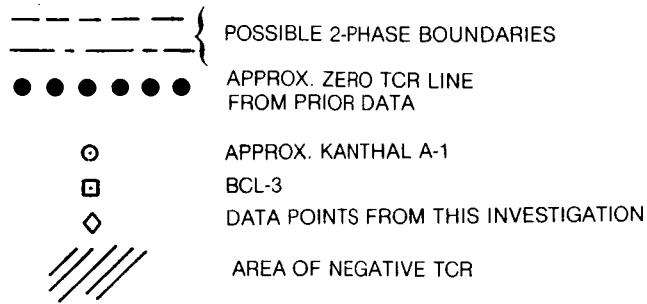 POSSIBLE 2-PHASE BOUNDARIES
APPROX. ZERO TCR LINE
FROM PRIOR DATA
APPROX. KANTHAL A-1
BCL-3
DATA POINTS FROM THIS INVESTIGATION
AREA OF NEGATIVE TCR